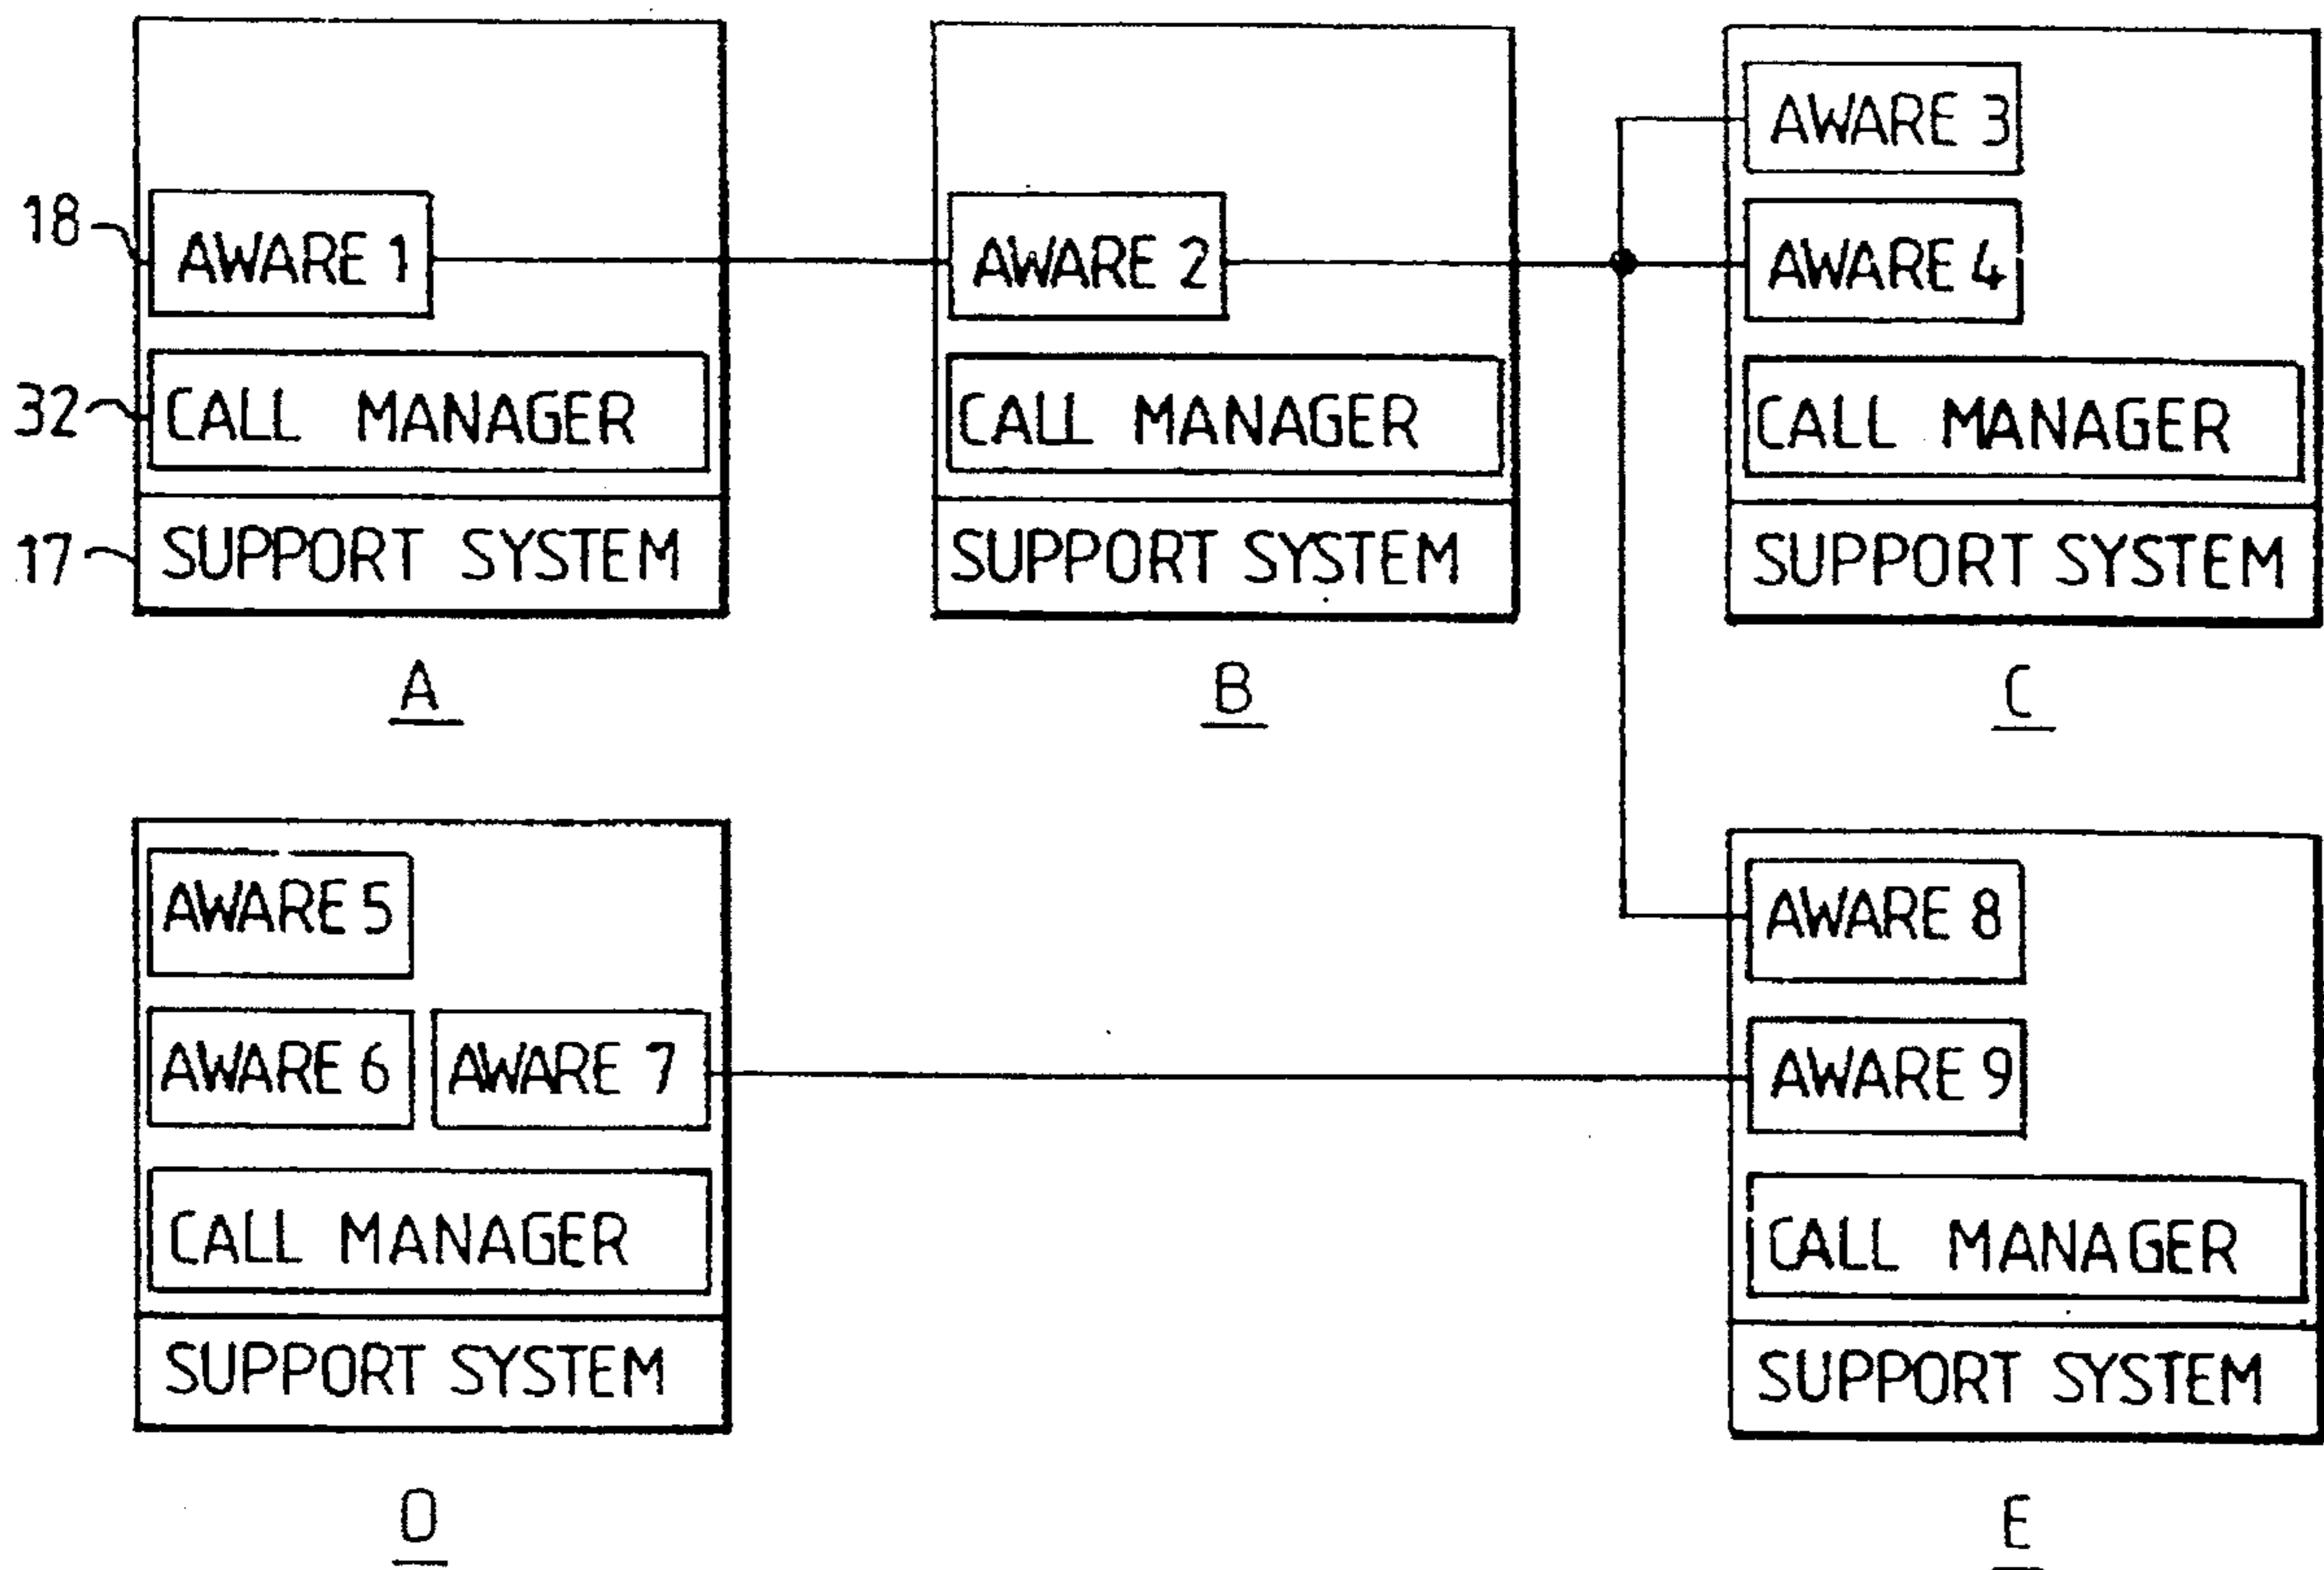 18
AWARE 1
32
CALL MANAGER
17
SUPPORT SYSTEM
A
AWARE 2
CALL MANAGER
SUPPORT SYSTEM
B
AWARE 3
AWARE 4
CALL MANAGER
SUPPORT SYSTEM
C
AWARE 5
AWARE 6
AWARE 7
CALL MANAGER
SUPPORT SYSTEM
D
AWARE 8
AWARE 9
CALL MANAGER
SUPPORT SYSTEM
E